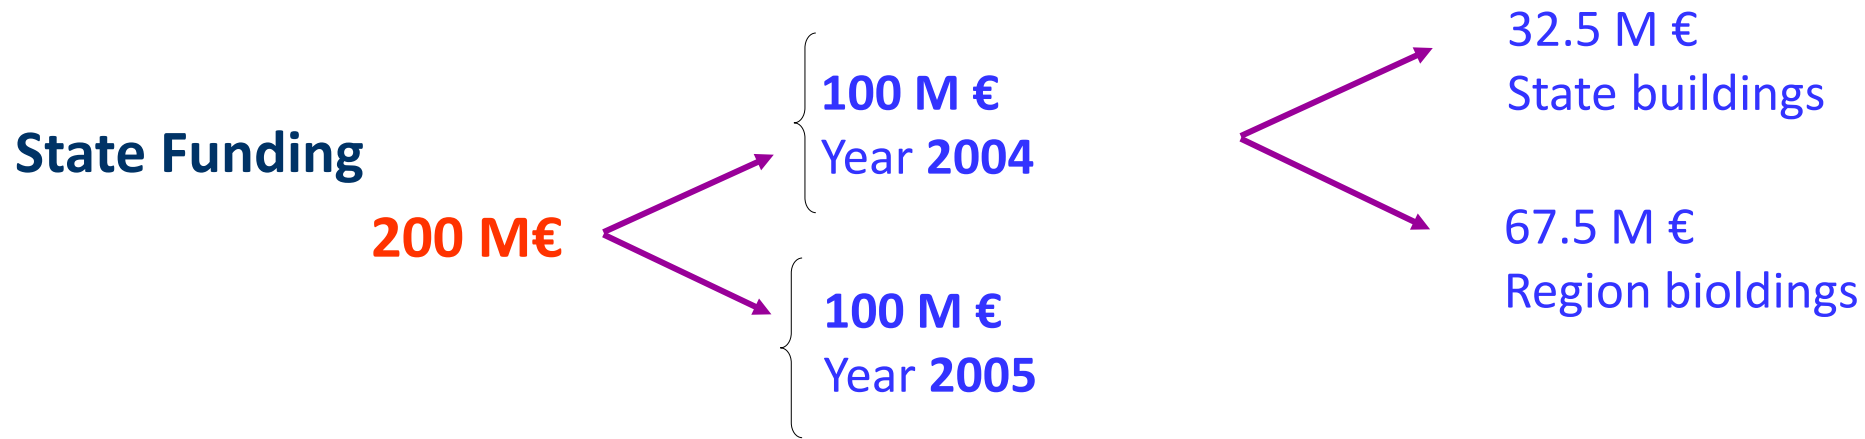 State Funding
200 M€
100 M €
Year 2004
100 M €
Year 2005
32.5 M €
State buildings
67.5 M €
Region bioldings